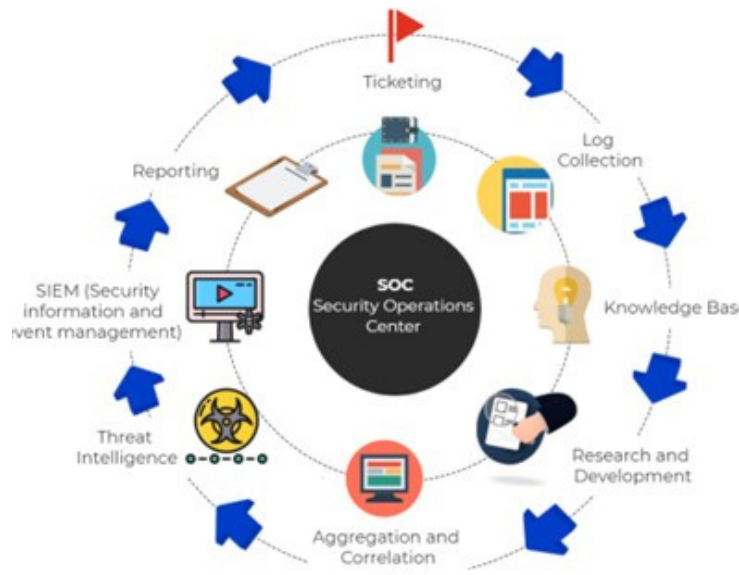 Ticketing
Log
Collection
Knowledge Bas
Research and
Development
Aggregation and
Correlation
Threat
Intelligence
SIEM (Security
information and
vent management)
Reporting
SOC
Security Operations
Center